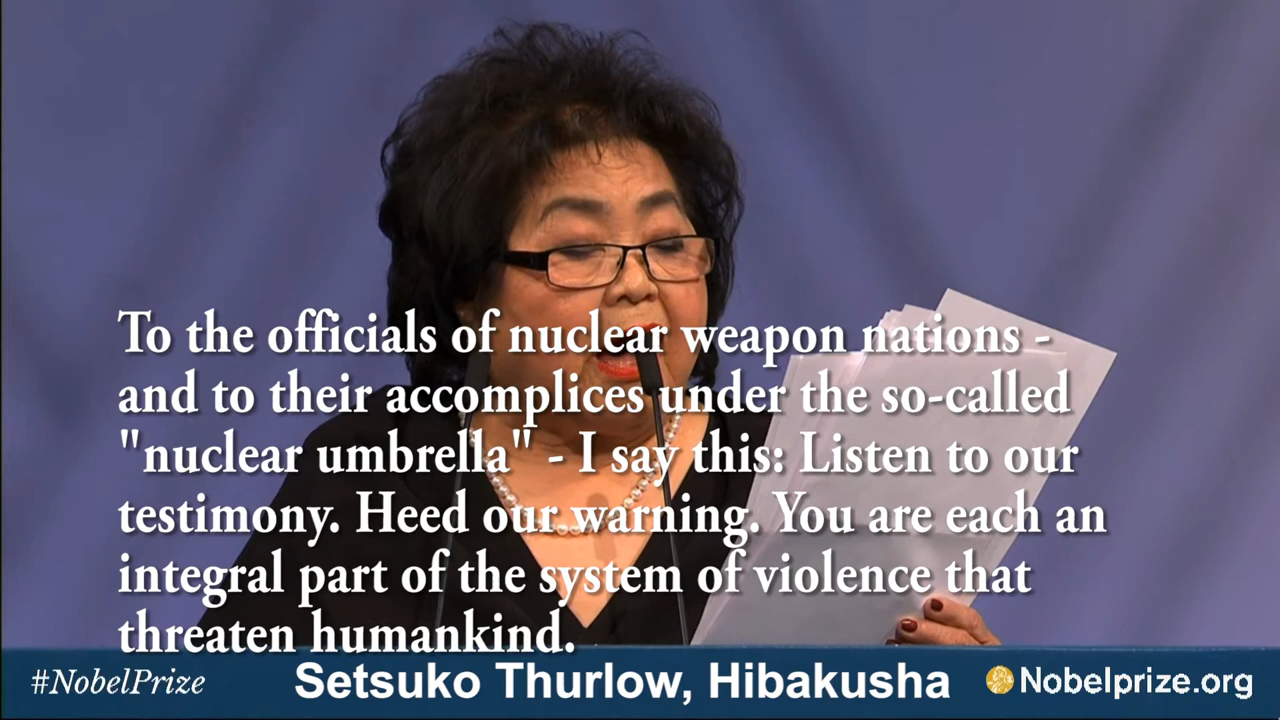 To the officials of nuclear weapon nations -
and to their accomplices under the so-called
"nuclear umbrella" - I say this: Listen to our
testimony. Heed our warning. You are each an
integral part of the system of violence that
threaten humankind.
#NobelPrize
Setsuko Thurlow, Hibakusha
Nobelprize.org